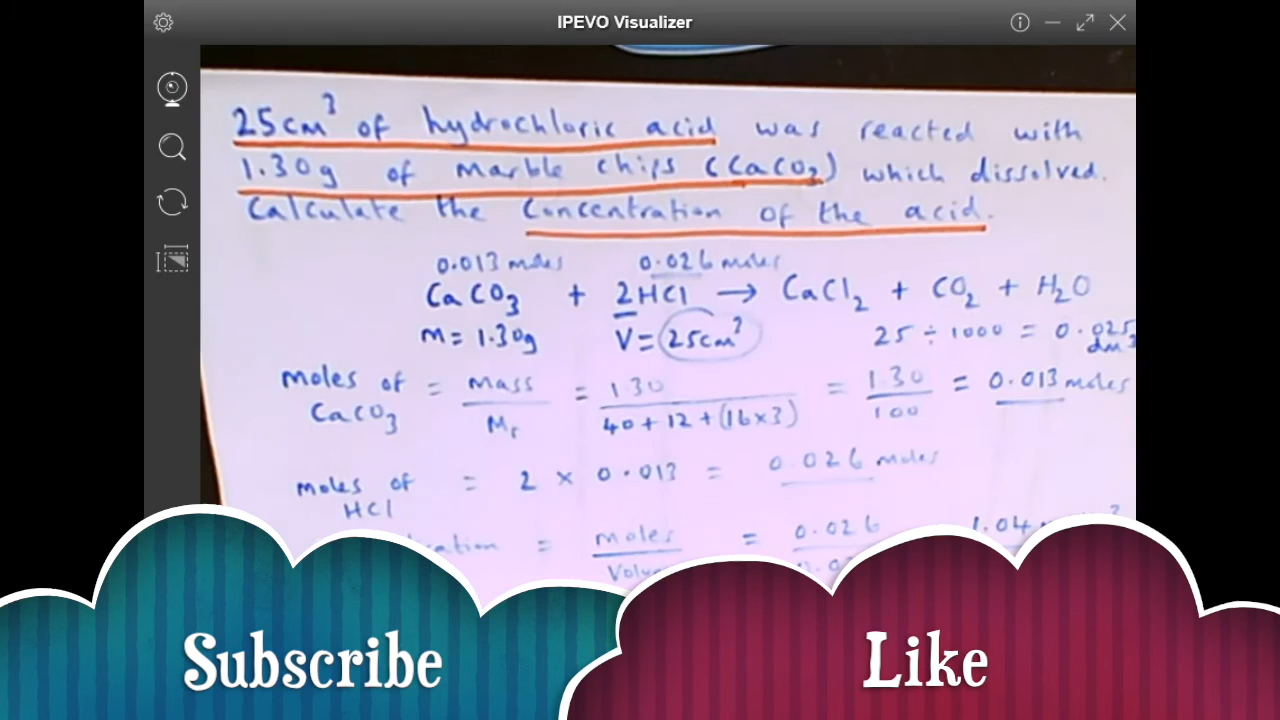 IPEVO Visualizer
25cm³ of hydrochloric acid was reacted with
1.30g of marble chips (CaCO₃) which dissolved.
Calculate the concentration of the acid.
0.013 moles 0.026 moles
CaCO₃ + 2HCl → CaCl₂ + CO₂ + H₂O
m = 1.30g V = 25cm³ 25 ÷ 1000 = 0.025
dm³
moles of = mass = 1.30 = 1.30 = 0.013 moles
CaCO₃ Mr 40 + 12 + (16×3) 100
moles of = 2 × 0.013 = 0.026 moles
HCl
= moles = 0.026 1.04
Subscribe
Like